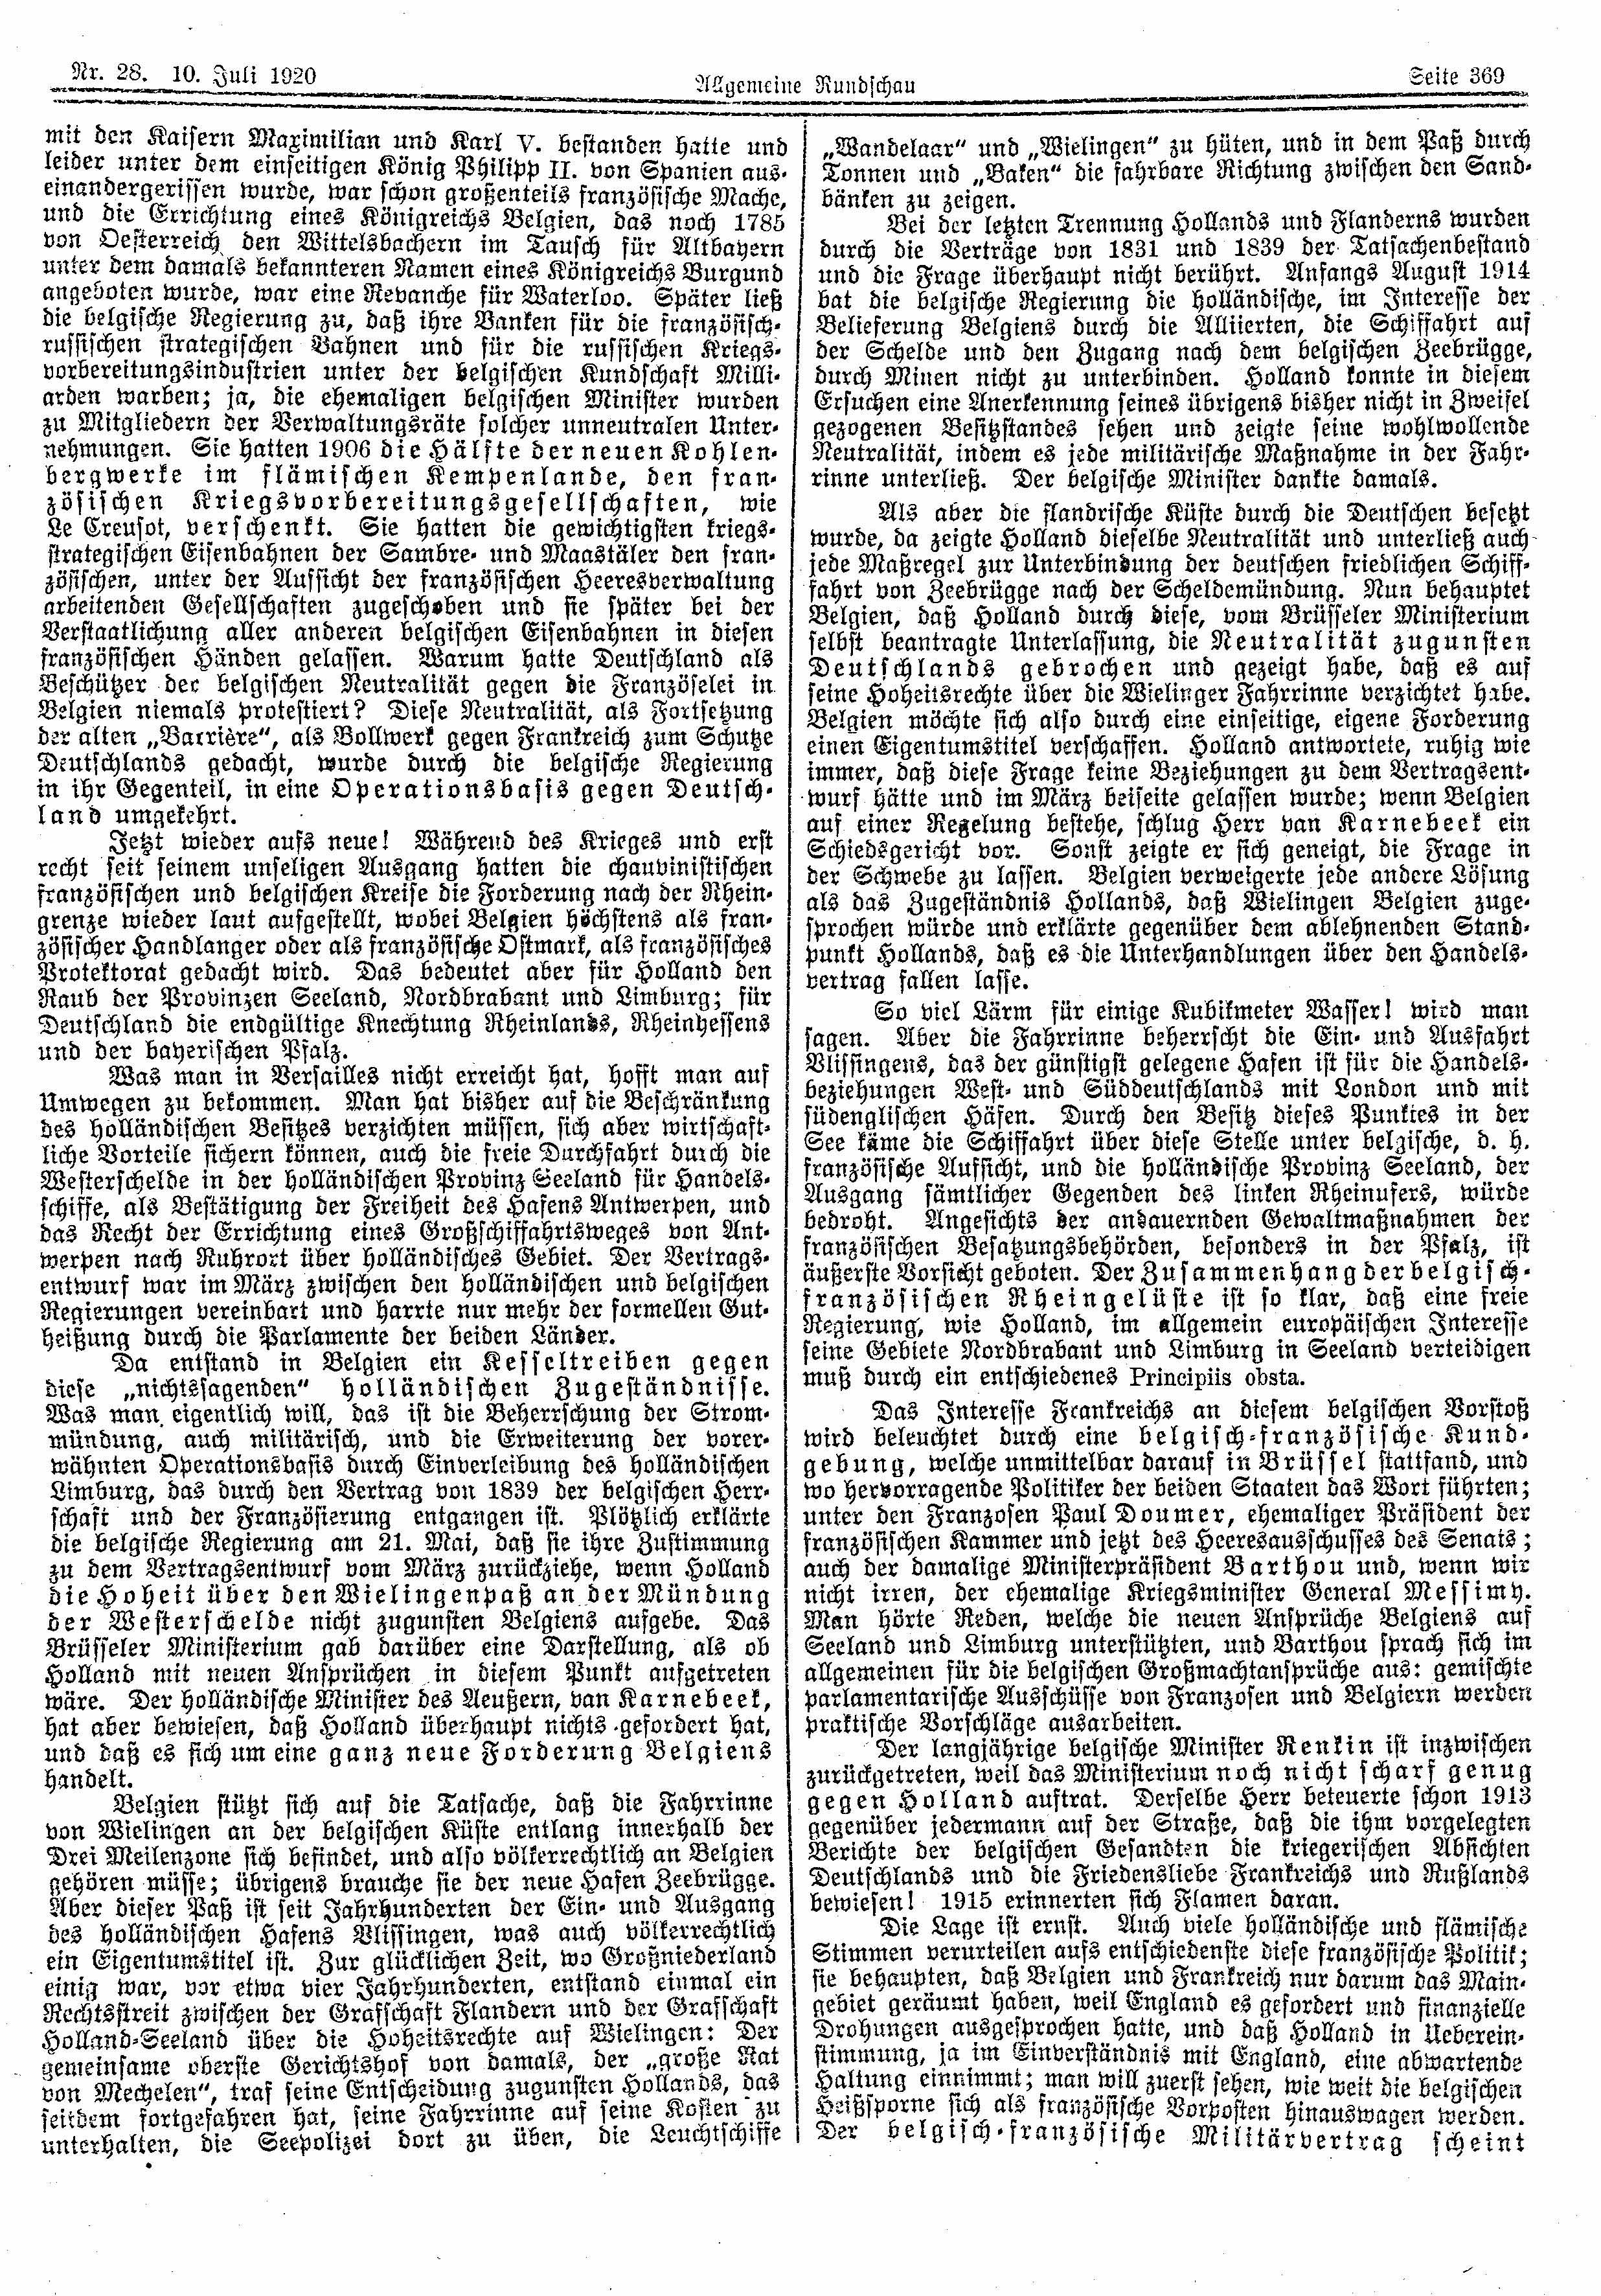 Nr. 28. 10. Juli 1920
Allgemeine Rundschau
Seite 369
mit den Kaisern Maximilian und Karl V. bestanden hatte und
leider unter dem einseitigen König Philipp II. von Spanien aus-
einandergerissen wurde, war schon großenteils französische Mache,
und die Errichtung eines Königreichs Belgien, das noch 1785
von Oesterreich den Wittelsbachern im Tausch für Altbayern
unter dem damals bekannteren Namen eines Königreichs Burgund
angeboten wurde, war eine Revanche für Waterloo. Später ließ
die belgische Regierung zu, daß ihre Banken für die französisch-
russischen strategischen Bahnen und für die russischen Kriegs-
vorbereitungsindustrien unter der belgischen Kundschaft Milli-
arden warben; ja, die ehemaligen belgischen Minister wurden
zu Mitgliedern der Verwaltungsräte solcher unneutralen Unter-
nehmungen. Sie hatten 1906 die Hälfte der neuen Kohlen-
bergwerke im flämischen Kempenlande, den fran-
zösischen Kriegsvorbereitungsgesellschaften, wie
Le Creusot, verschenkt. Sie hatten die gewichtigsten kriegs-
strategischen Eisenbahnen der Sambre- und Maastäler den fran-
zösischen, unter der Aufsicht der französischen Heeresverwaltung
arbeitenden Gesellschaften zugeschoben und sie später bei der
Verstaatlichung aller anderen belgischen Eisenbahnen in diesen
französischen Händen gelassen. Warum hatte Deutschland als
Beschützer der belgischen Neutralität gegen die Französelei in
Belgien niemals protestiert? Diese Neutralität, als Fortsetzung
der alten „Barrière", als Bollwerk gegen Frankreich zum Schutze
Deutschlands gedacht, wurde durch die belgische Regierung
in ihr Gegenteil, in eine Operationsbasis gegen Deutsch-
land umgekehrt.
Jetzt wieder aufs neue! Während des Krieges und erst
recht seit seinem unseligen Ausgang hatten die chauvinistischen
französischen und belgischen Kreise die Forderung nach der Rhein-
grenze wieder laut aufgestellt, wobei Belgien höchstens als fran-
zösischer Handlanger oder als französische Ostmark, als französisches
Protektorat gedacht wird. Das bedeutet aber für Holland den
Raub der Provinzen Seeland, Nordbrabant und Limburg; für
Deutschland die endgültige Knechtung Rheinlands, Rheinhessens
und der bayerischen Pfalz.
Was man in Versailles nicht erreicht hat, hofft man auf
Umwegen zu bekommen. Man hat bisher auf die Beschränkung
des holländischen Besitzes verzichten müssen, sich aber wirtschaft-
liche Vorteile sichern können, auch die freie Durchfahrt durch die
Westerschelde in der holländischen Provinz Seeland für Handels-
schiffe, als Bestätigung der Freiheit des Hafens Antwerpen, und
das Recht der Errichtung eines Großschiffahrtsweges von Ant-
werpen nach Ruhrort über holländisches Gebiet. Der Vertrags-
entwurf war im März zwischen den holländischen und belgischen
Regierungen vereinbart und harrte nur mehr der formellen Gut-
heißung durch die Parlamente der beiden Länder.
Da entstand in Belgien ein Kesseltreiben gegen
diese „nichtssagenden" holländischen Zugeständnisse.
Was man eigentlich will, das ist die Beherrschung der Strom-
mündung, auch militärisch, und die Erweiterung der vorer-
wähnten Operationsbasis durch Einverleibung des holländischen
Limburg, das durch den Vertrag von 1839 der belgischen Herr-
schaft und der Französierung entgangen ist. Plötzlich erklärte
die belgische Regierung am 21. Mai, daß sie ihre Zustimmung
zu dem Vertragsentwurf vom März zurückziehe, wenn Holland
die Hoheit über den Wielingenpaß an der Mündung
der Westerschelde nicht zugunsten Belgiens aufgebe. Das
Brüsseler Ministerium gab darüber eine Darstellung, als ob
Holland mit neuen Ansprüchen in diesem Punkt aufgetreten
wäre. Der holländische Minister des Aeußern, van Karnebeek,
hat aber bewiesen, daß Holland überhaupt nichts gefordert hat,
und daß es sich um eine ganz neue Forderung Belgiens
handelt.
Belgien stützt sich auf die Tatsache, daß die Fahrrinne
von Wielingen an der belgischen Küste entlang innerhalb der
Drei Meilenzone sich befindet, und also völkerrechtlich an Belgien
gehören müsse; übrigens brauche sie der neue Hafen Zeebrügge.
Aber dieser Paß ist seit Jahrhunderten der Ein- und Ausgang
des holländischen Hafens Vlissingen, was auch völkerrechtlich
ein Eigentumstitel ist. Zur glücklichen Zeit, wo Großniederland
einig war, vor etwa vier Jahrhunderten, entstand einmal ein
Rechtsstreit zwischen der Grafschaft Flandern und der Grafschaft
Holland-Seeland über die Hoheitsrechte auf Wielingen: Der
gemeinsame oberste Gerichtshof von damals, der „große Rat
von Mechelen", traf seine Entscheidung zugunsten Hollands, das
seitdem fortgefahren hat, seine Fahrrinne auf seine Kosten zu
unterhalten, die Seepolizei dort zu üben, die Leuchtschiffe
„Wandelaar" und „Wielingen" zu hüten, und in dem Paß durch
Tonnen und „Baken" die fahrbare Richtung zwischen den Sand-
bänken zu zeigen.
Bei der letzten Trennung Hollands und Flanderns wurden
durch die Verträge von 1831 und 1839 der Tatsachenbestand
und die Frage überhaupt nicht berührt. Anfangs August 1914
bat die belgische Regierung die holländische, im Interesse der
Belieferung Belgiens durch die Alliierten, die Schiffahrt auf
der Schelde und den Zugang nach dem belgischen Zeebrügge,
durch Minen nicht zu unterbinden. Holland konnte in diesem
Ersuchen eine Anerkennung seines übrigens bisher nicht in Zweifel
gezogenen Besitzstandes sehen und zeigte seine wohlwollende
Neutralität, indem es jede militärische Maßnahme in der Fahr-
rinne unterließ. Der belgische Minister dankte damals.
Als aber die flandrische Küste durch die Deutschen besetzt
wurde, da zeigte Holland dieselbe Neutralität und unterließ auch
jede Maßregel zur Unterbindung der deutschen friedlichen Schiff-
fahrt von Zeebrügge nach der Scheldemündung. Nun behauptet
Belgien, daß Holland durch diese, vom Brüsseler Ministerium
selbst beantragte Unterlassung, die Neutralität zugunsten
Deutschlands gebrochen und gezeigt habe, daß es auf
seine Hoheitsrechte über die Wielinger Fahrrinne verzichtet habe.
Belgien möchte sich also durch eine einseitige, eigene Forderung
einen Eigentumstitel verschaffen. Holland antwortete, ruhig wie
immer, daß diese Frage keine Beziehungen zu dem Vertragsent-
wurf hätte und im März beiseite gelassen wurde; wenn Belgien
auf einer Regelung bestehe, schlug Herr van Karnebeek ein
Schiedsgericht vor. Sonst zeigte er sich geneigt, die Frage in
der Schwebe zu lassen. Belgien verweigerte jede andere Lösung
als das Zugeständnis Hollands, daß Wielingen Belgien zuge-
sprochen würde und erklärte gegenüber dem ablehnenden Stand-
punkt Hollands, daß es die Unterhandlungen über den Handels-
vertrag fallen lasse.
So viel Lärm für einige Kubikmeter Wasser! wird man
sagen. Aber die Fahrrinne beherrscht die Ein- und Ausfahrt
Vlissingens, das der günstigst gelegene Hafen ist für die Handels-
beziehungen West- und Süddeutschlands mit London und mit
südenglischen Häfen. Durch den Besitz dieses Punktes in der
See käme die Schiffahrt über diese Stelle unter belgische, d. h.
französische Aufsicht, und die holländische Provinz Seeland, der
Ausgang sämtlicher Gegenden des linken Rheinufers, würde
bedroht. Angesichts der andauernden Gewaltmaßnahmen der
französischen Besatzungsbehörden, besonders in der Pfalz, ist
äußerste Vorsicht geboten. Der Zusammenhang der belgisch-
französischen Rheingelüste ist so klar, daß eine freie
Regierung, wie Holland, im allgemein europäischen Interesse
seine Gebiete Nordbrabant und Limburg in Seeland verteidigen
muß durch ein entschiedenes Principiis obsta.
Das Interesse Frankreichs an diesem belgischen Vorstoß
wird beleuchtet durch eine belgisch-französische Kund-
gebung, welche unmittelbar darauf in Brüssel stattfand, und
wo hervorragende Politiker der beiden Staaten das Wort führten;
unter den Franzosen Paul Doumer, ehemaliger Präsident der
französischen Kammer und jetzt des Heeresausschusses des Senats;
auch der damalige Ministerpräsident Barthou und, wenn wir
nicht irren, der ehemalige Kriegsminister General Messimy.
Man hörte Reden, welche die neuen Ansprüche Belgiens auf
Seeland und Limburg unterstützten, und Barthou sprach sich im
allgemeinen für die belgischen Großmachtansprüche aus: gemischte
parlamentarische Ausschüsse von Franzosen und Belgiern werden
praktische Vorschläge ausarbeiten.
Der langjährige belgische Minister Renkin ist inzwischen
zurückgetreten, weil das Ministerium noch nicht scharf genug
gegen Holland auftrat. Derselbe Herr beteuerte schon 1913
gegenüber jedermann auf der Straße, daß die ihm vorgelegten
Berichte der belgischen Gesandten die kriegerischen Absichten
Deutschlands und die Friedensliebe Frankreichs und Rußlands
bewiesen! 1915 erinnerten sich Flamen daran.
Die Lage ist ernst. Auch viele holländische und flämische
Stimmen verurteilen aufs entschiedenste diese französische Politik;
sie behaupten, daß Belgien und Frankreich nur darum das Main-
gebiet geräumt haben, weil England es gefordert und finanzielle
Drohungen ausgesprochen hatte, und daß Holland in Ueberein-
stimmung, ja im Einverständnis mit England, eine abwartende
Haltung einnimmt; man will zuerst sehen, wie weit die belgischen
Heißsporne sich als französische Vorposten hinauswagen werden.
Der belgisch-französische Militärvertrag scheint